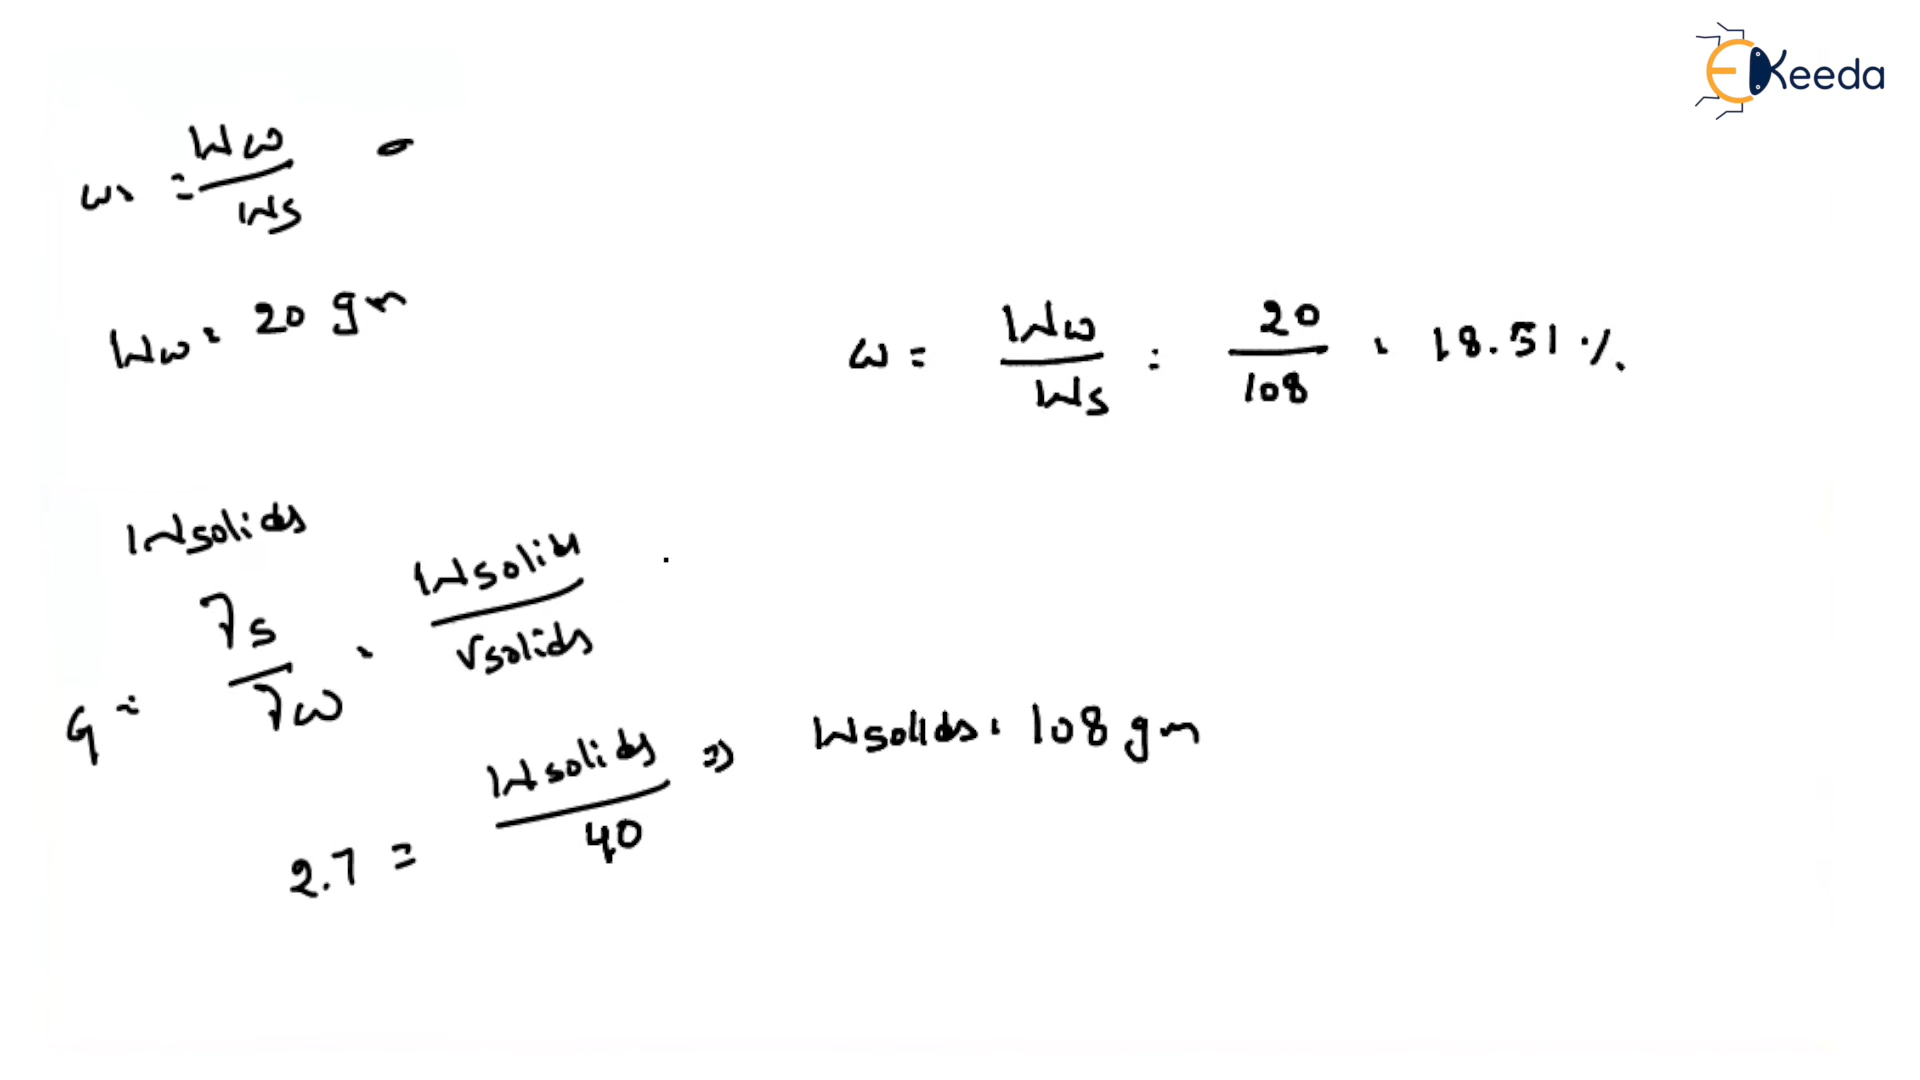 EKeeda
w = Ww / Ws
Ww = 20 gm
w = Ww / Ws = 20 / 108 = 18.51 %
Wsolids
G = γs / γw = Wsolids / Vsolids
2.7 = Wsolids / 40 ⇒ Wsolids = 108 gm